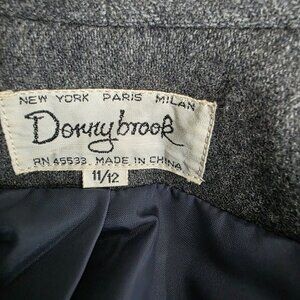 NEW YORK PARIS MILAN
Donnybrook
RN 45533 MADE IN CHINA
11/12